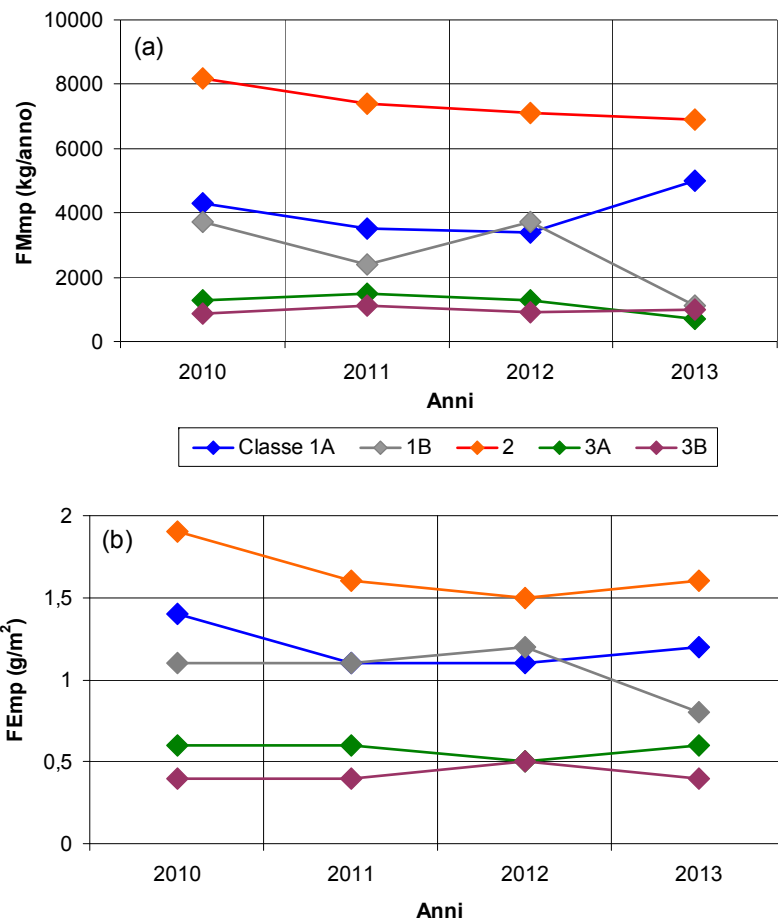 (a)
10000
8000
6000
4000
2000
0
FMmp (kg/anno)
2010 2011 2012 2013
Anni
Classe 1A 1B 2 3A 3B
(b)
2
1,5
1
0,5
0
FEmp (g/m²)
2010 2011 2012 2013
Anni